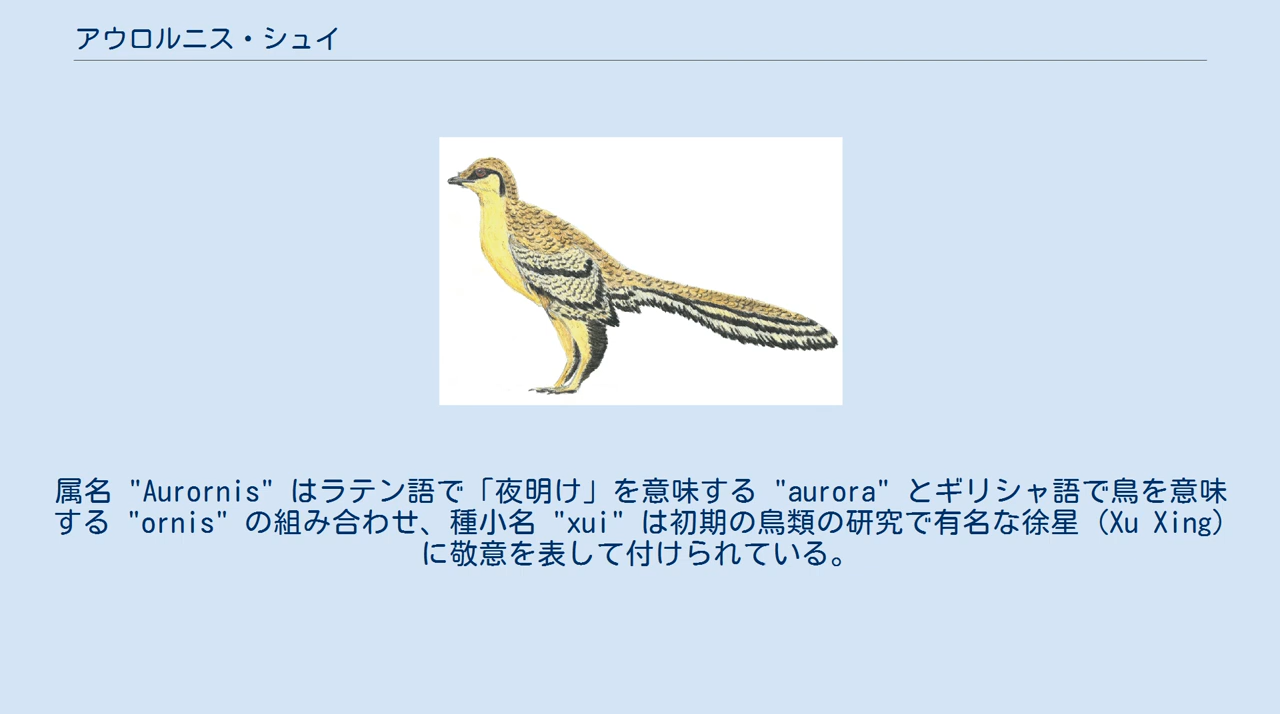 アウロルニス・シュイ
属名 "Aurornis" はラテン語で「夜明け」を意味する "aurora" とギリシャ語で鳥を意味
する "ornis" の組み合わせ、種小名 "xui" は初期の鳥類の研究で有名な徐星（Xu Xing）
に敬意を表して付けられている。